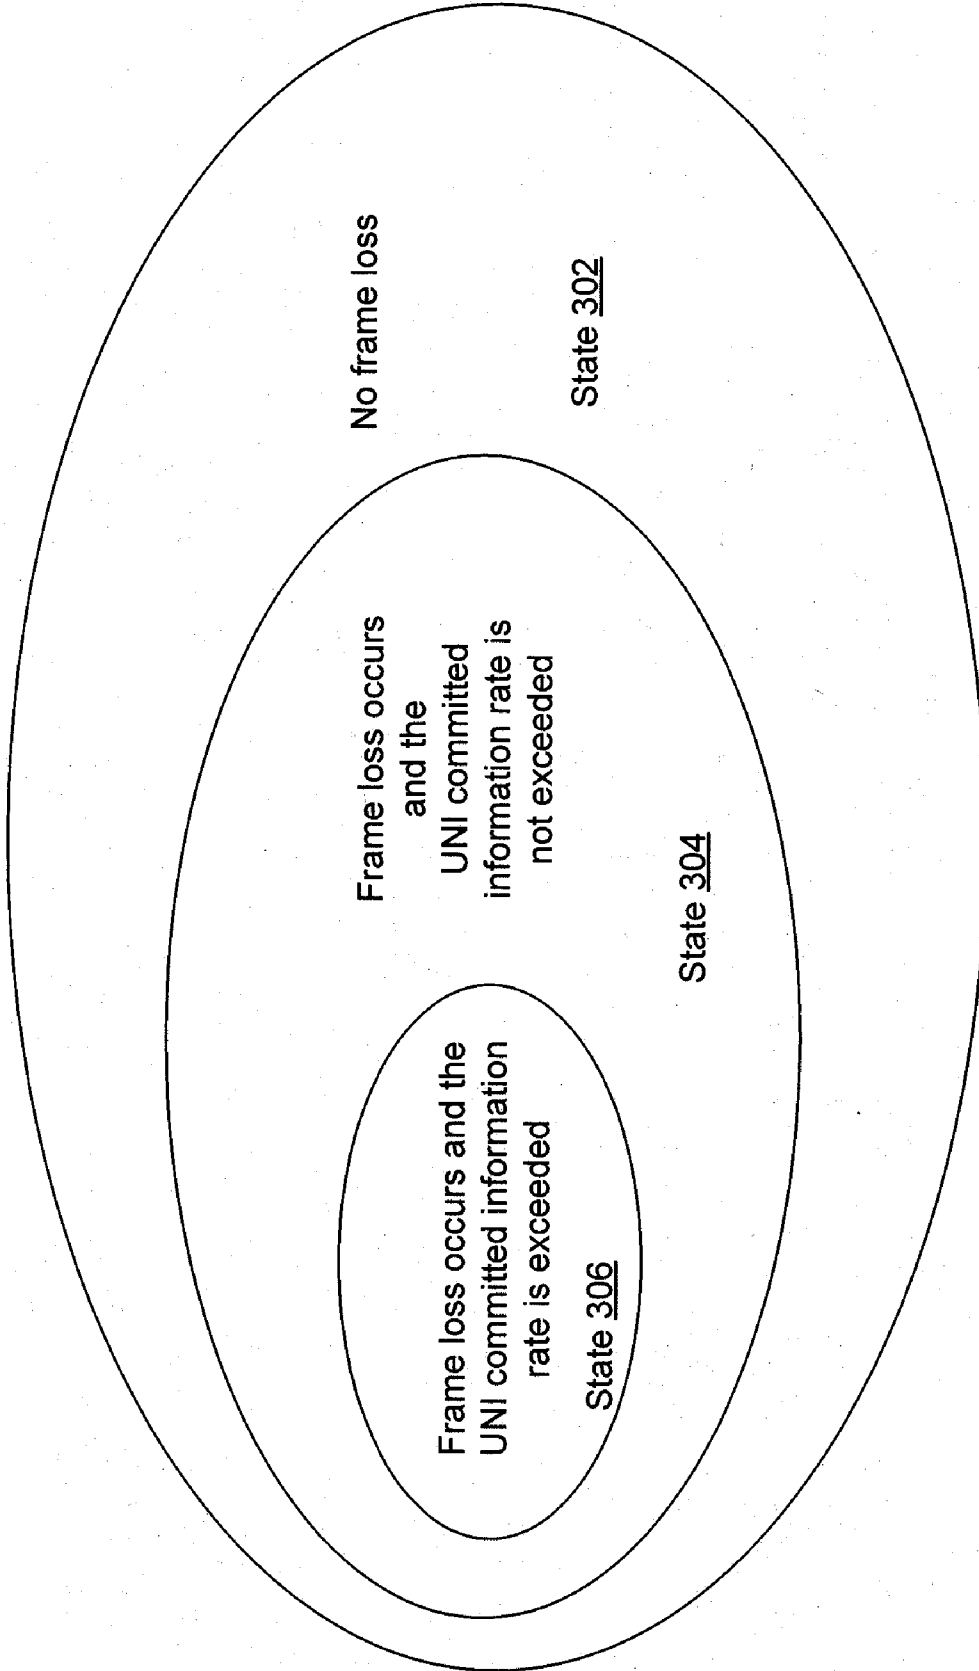 Frame loss occurs and the
UNI committed information
rate is exceeded
State 306
Frame loss occurs
and the
UNI committed
information rate is
not exceeded
State 304
No frame loss
State 302